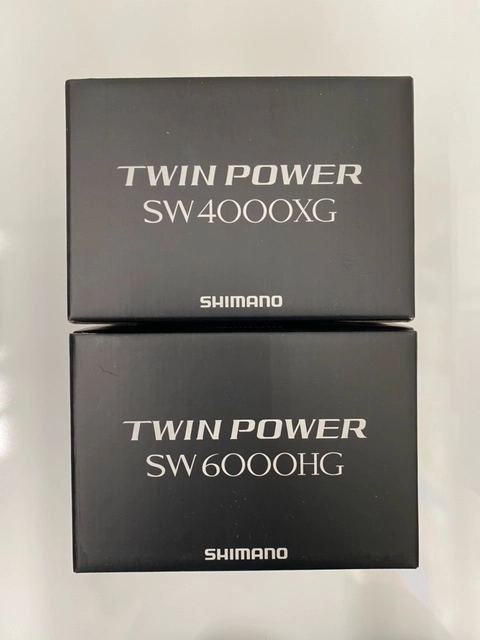 TWIN POWER
SW4000XG
SHIMANO
TWIN POWER
SW6000HG
SHIMANO